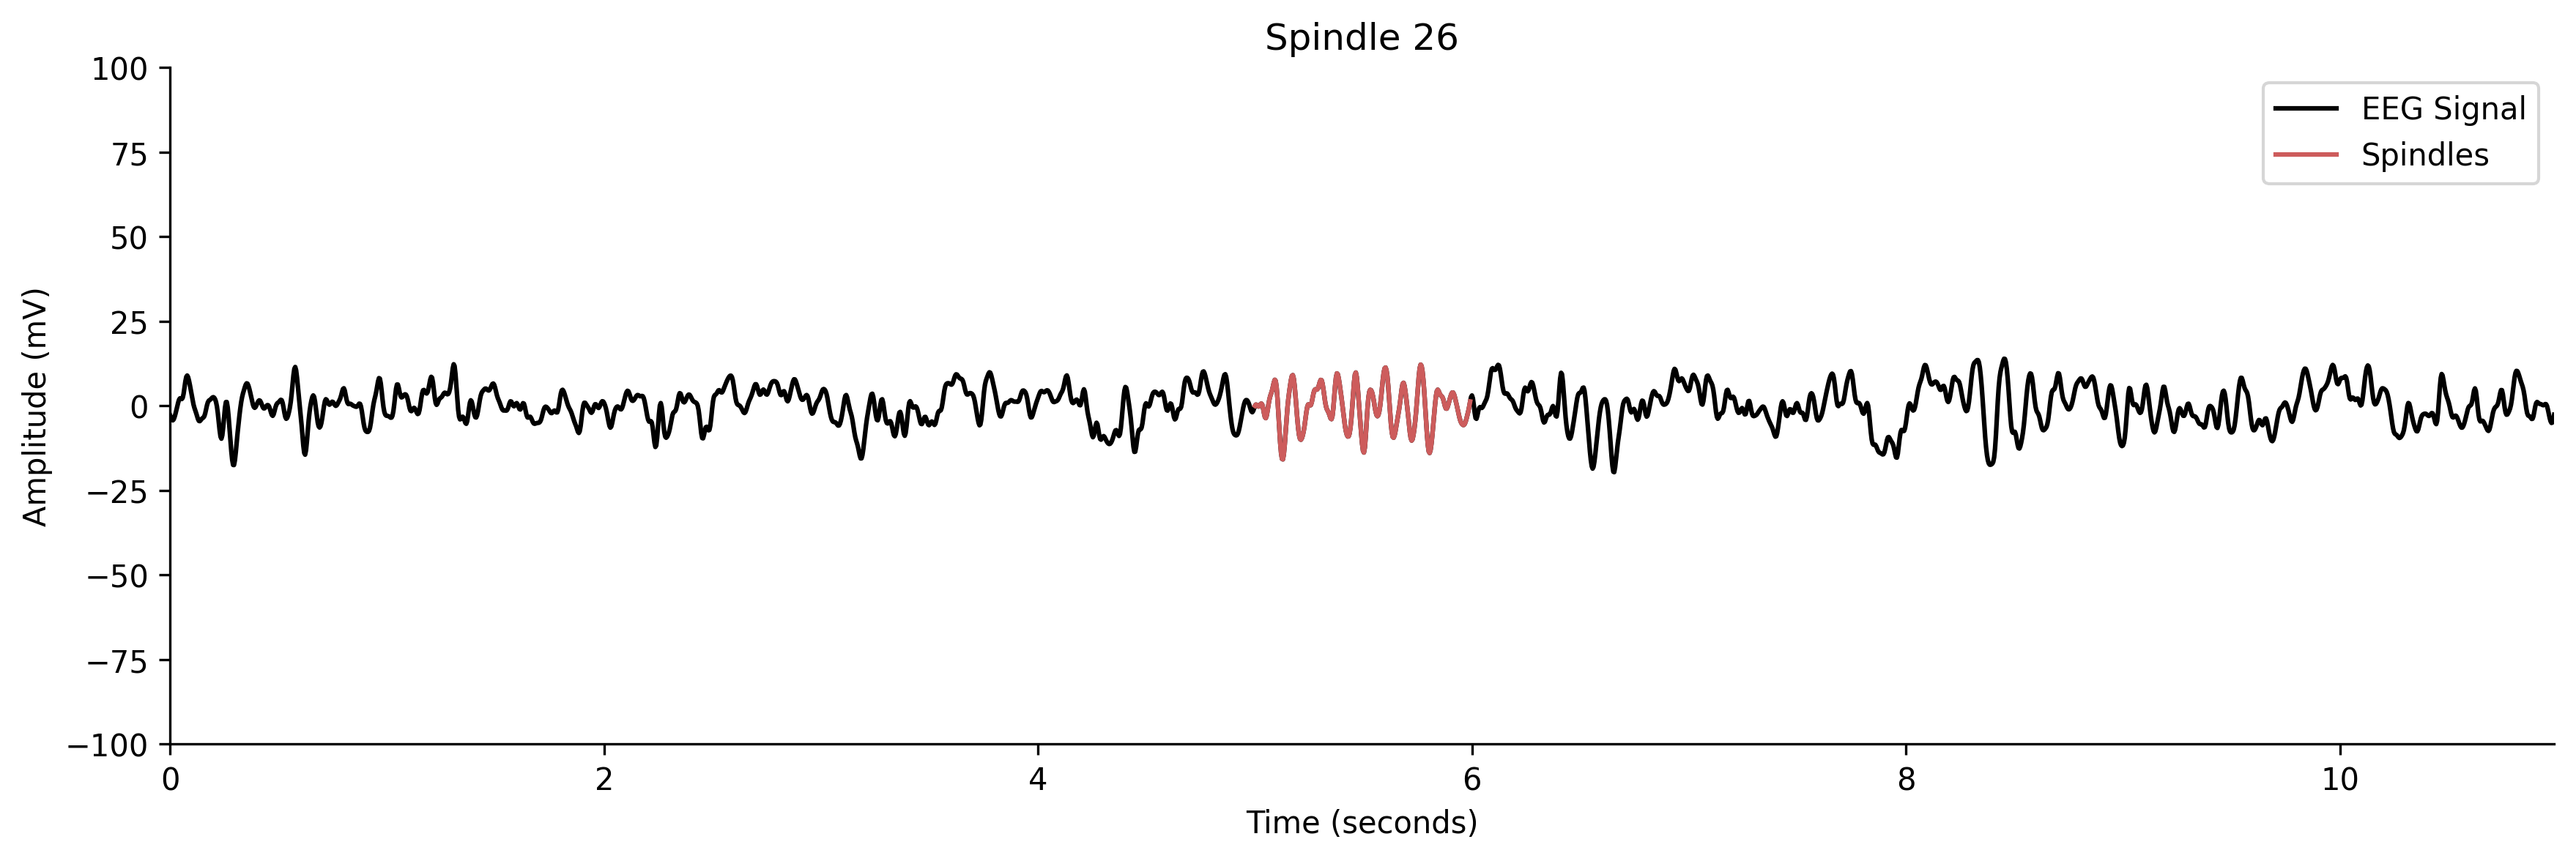 Spindle 26
EEG Signal
Spindles
Amplitude (mV)
100
75
50
25
0
−25
−50
−75
−100
0 2 4 6 8 10
Time (seconds)